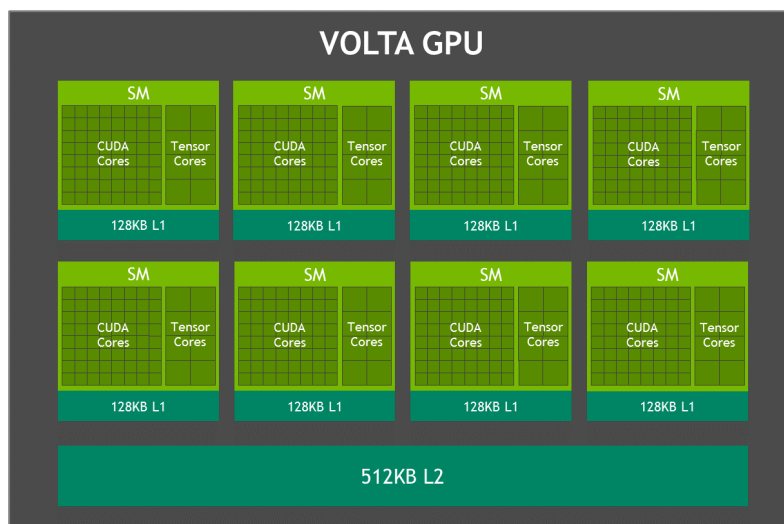 VOLTA GPU
SM
SM
SM
SM
CUDA
Cores
Tensor
Cores
CUDA
Cores
Tensor
Cores
CUDA
Cores
Tensor
Cores
CUDA
Cores
Tensor
Cores
128KB L1
128KB L1
128KB L1
128KB L1
SM
SM
SM
SM
CUDA
Cores
Tensor
Cores
CUDA
Cores
Tensor
Cores
CUDA
Cores
Tensor
Cores
CUDA
Cores
Tensor
Cores
128KB L1
128KB L1
128KB L1
128KB L1
512KB L2